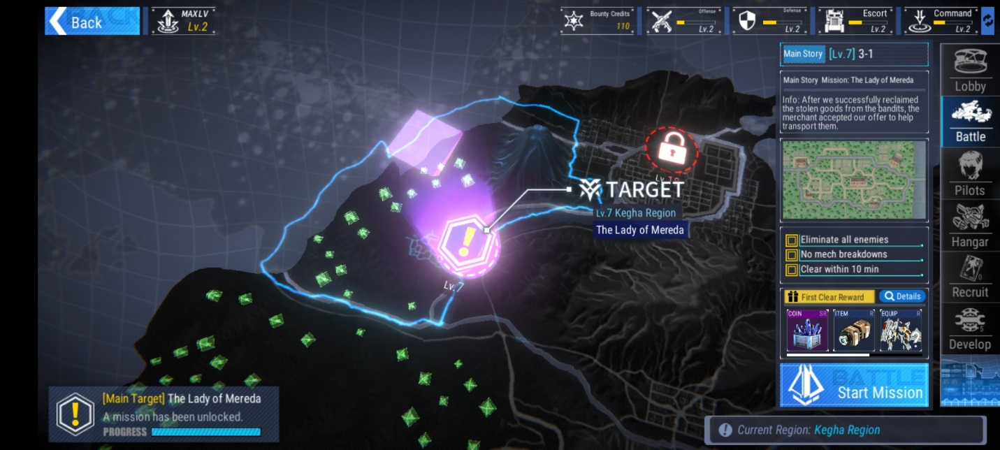 Back
MAXLV
Lv.2
Bounty Credits
110
Offense
Lv.2
Defense
Lv.2
Escort
Lv.2
Command
Lv.2
Main Story [Lv.7] 3-1
Main Story Mission: The Lady of Mereda
Info: After we successfully reclaimed
the stolen goods from the bandits, the
merchant accepted our offer to help
transport them.
Lobby
Battle
Pilots
Hangar
Recruit
Develop
TARGET
Lv.7 Kegha Region
The Lady of Mereda
Lv.7
Eliminate all enemies
No mech breakdowns
Clear within 10 min
First Clear Reward
Details
COIN SR
ITEM R
EQUIP R
BATTLE
Start Mission
[Main Target] The Lady of Mereda
A mission has been unlocked.
PROGRESS
Current Region: Kegha Region